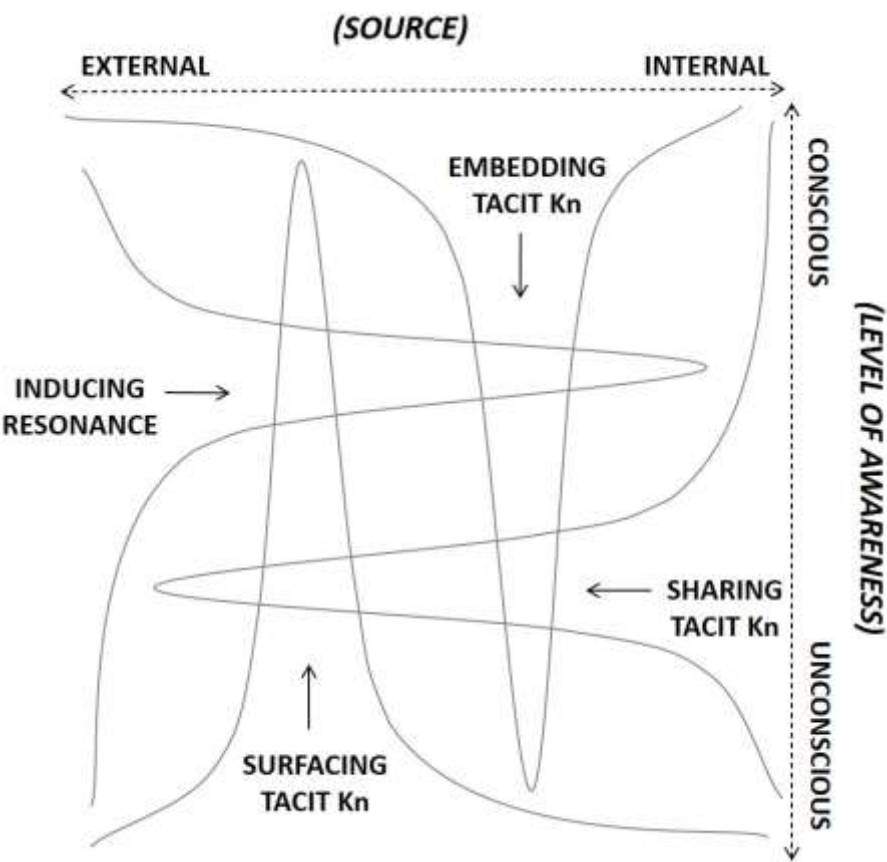 (SOURCE)
EXTERNAL
INTERNAL
CONSCIOUS
EMBEDDING
TACIT Kn
(LEVEL OF AWARENESS)
INDUCING
RESONANCE
SHARING
TACIT Kn
UNCONSCIOUS
SURFACING
TACIT Kn